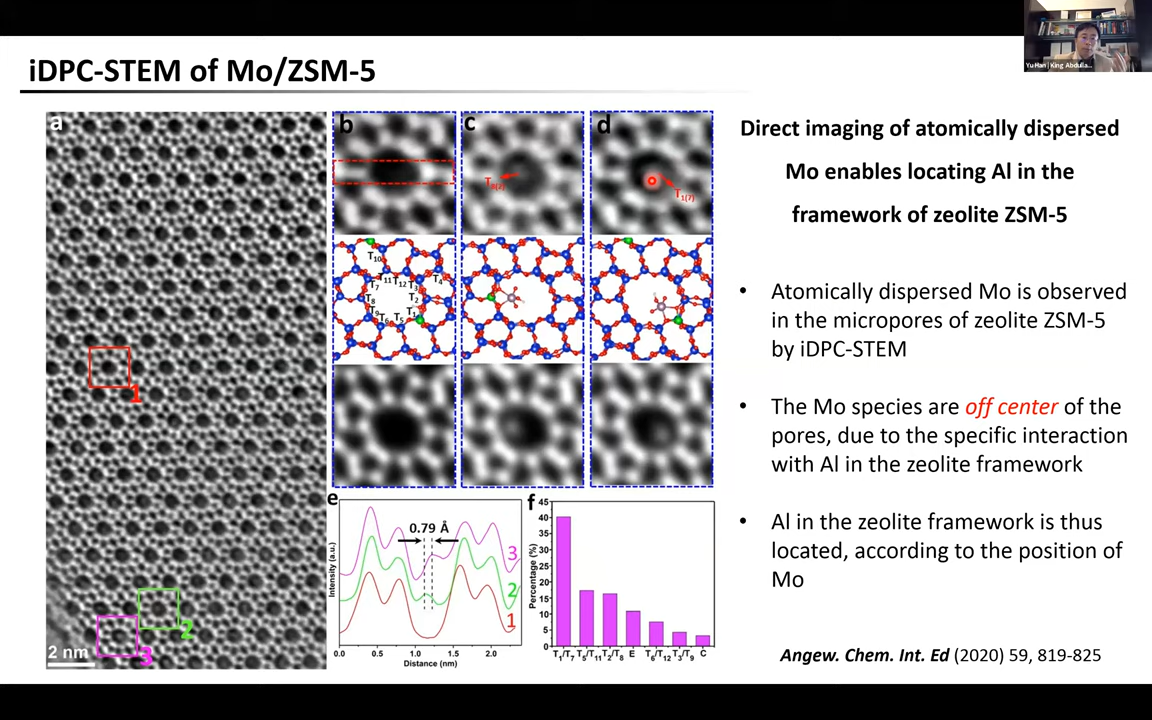 Yu Han | King Abdulla...
iDPC-STEM of Mo/ZSM-5
a
1
2
3
2 nm
b
c
d
T8(2)
T1(7)
T10
T11
T12
T3
T4
T7
T2
T8
T1
T9
T6
T5
e
0.79 Å
3
2
1
Intensity (a.u.)
0.0 0.5 1.0 1.5 2.0
Distance (nm)
f
45
40
35
30
25
20
15
10
5
0
Percentage (%)
T1/T7 T5/T11 T2/T8 E T6/T12 T3/T9 C
Direct imaging of atomically dispersed
Mo enables locating Al in the
framework of zeolite ZSM-5
• Atomically dispersed Mo is observed
in the micropores of zeolite ZSM-5
by iDPC-STEM
• The Mo species are off center of the
pores, due to the specific interaction
with Al in the zeolite framework
• Al in the zeolite framework is thus
located, according to the position of
Mo
Angew. Chem. Int. Ed (2020) 59, 819-825